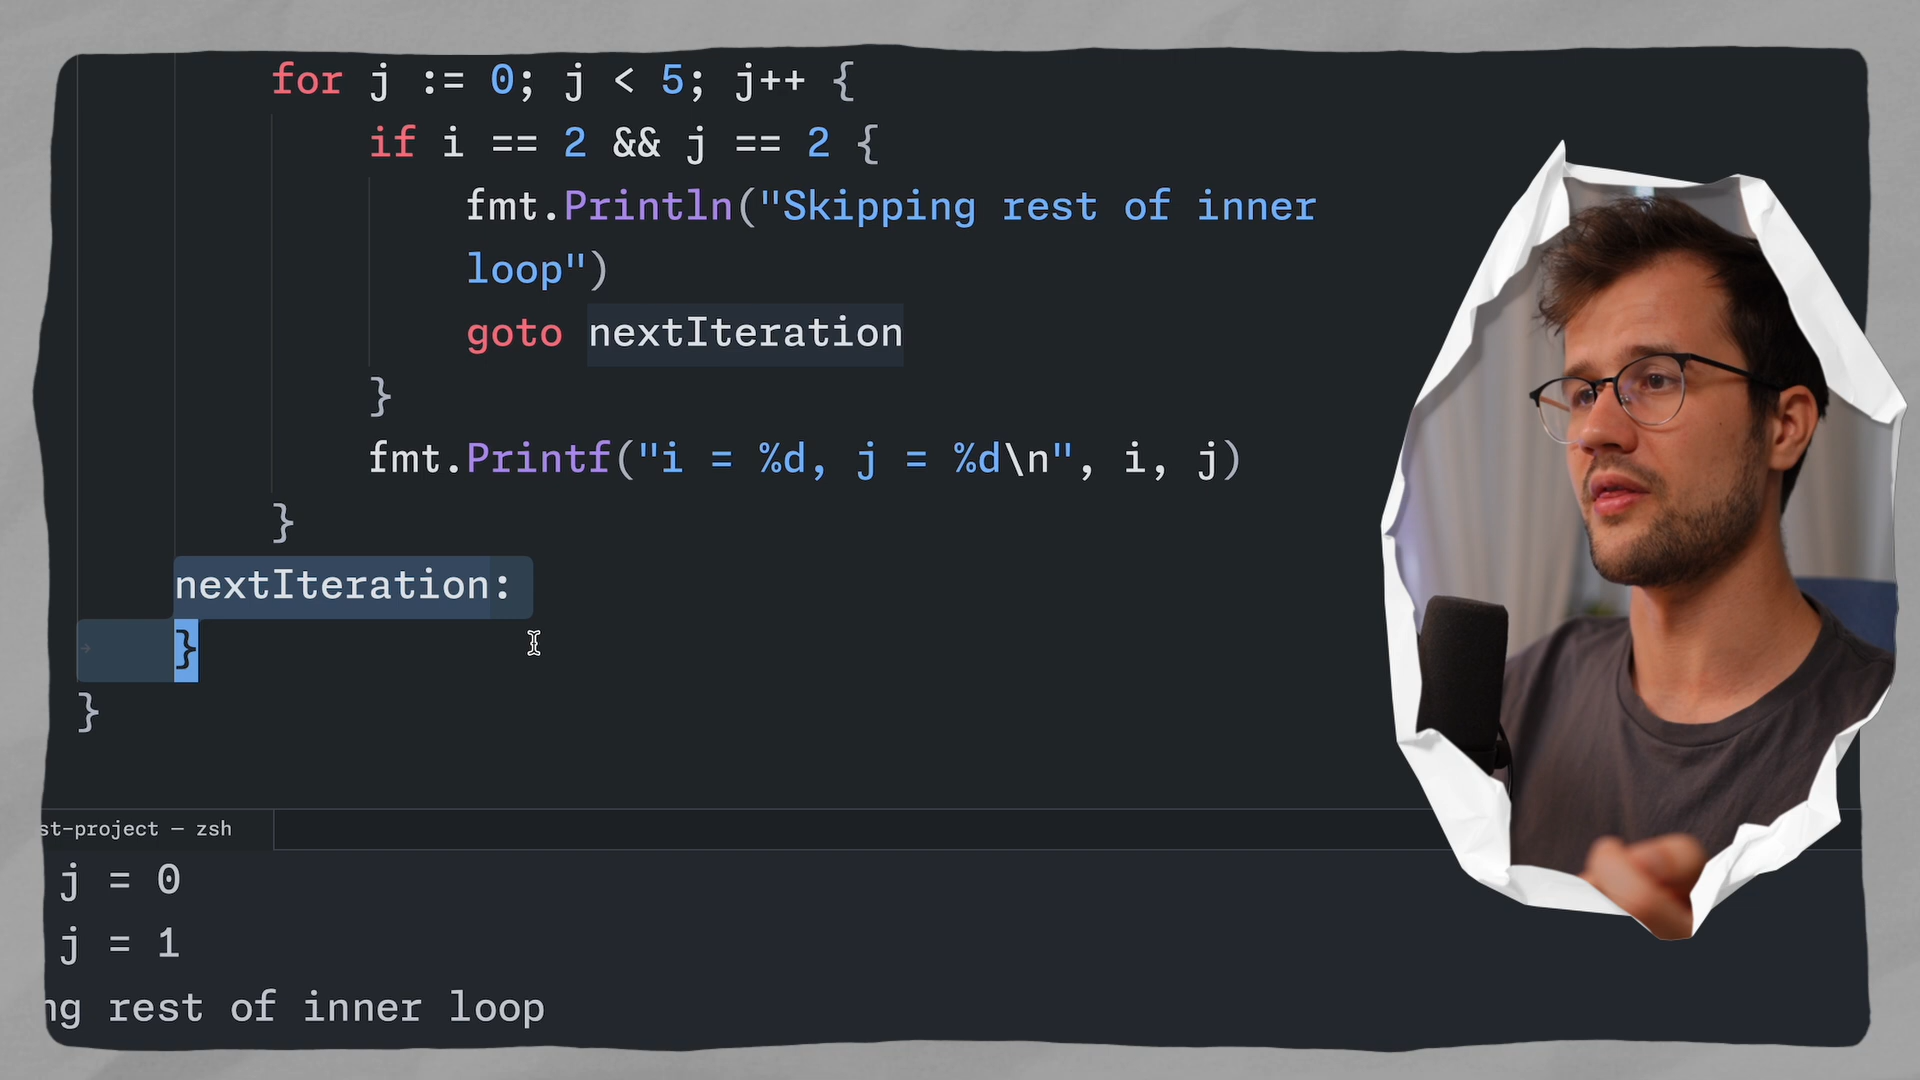 for j := 0; j < 5; j++ {
if i == 2 && j == 2 {
fmt.Println("Skipping rest of inner
loop")
goto nextIteration
}
fmt.Printf("i = %d, j = %d\n", i, j)
}
nextIteration:
}
}
st-project — zsh
j = 0
j = 1
ng rest of inner loop